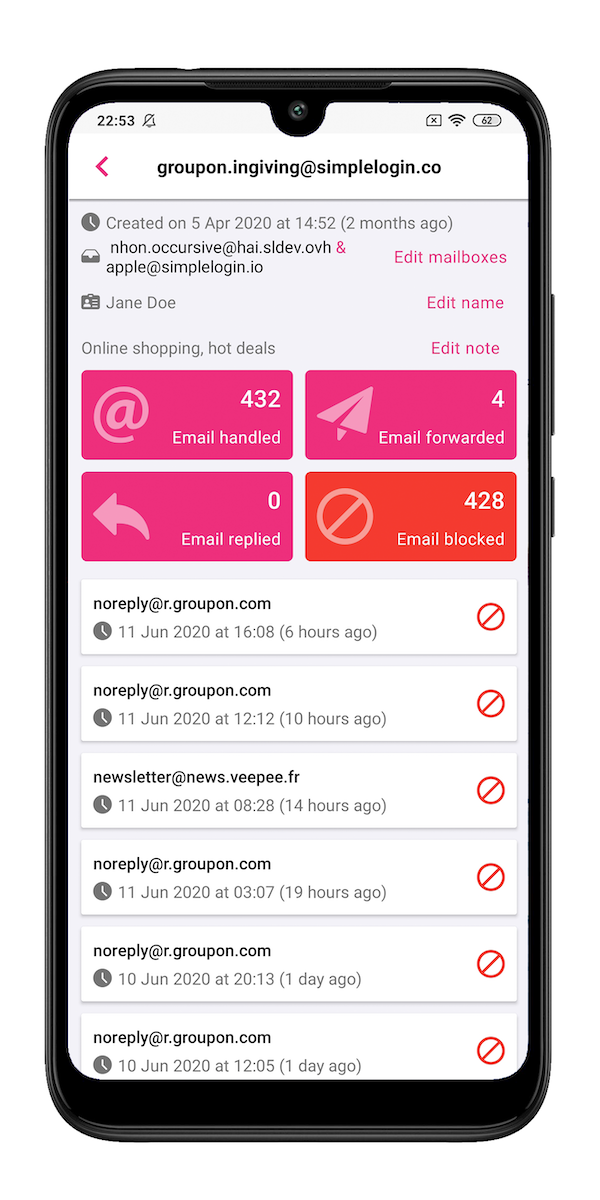 22:53
62
groupon.ingiving@simplelogin.co
Created on 5 Apr 2020 at 14:52 (2 months ago)
nhon.occursive@hai.sldev.ovh &
apple@simplelogin.io
Edit mailboxes
Jane Doe
Edit name
Online shopping, hot deals
Edit note
432
Email handled
4
Email forwarded
0
Email replied
428
Email blocked
noreply@r.groupon.com
11 Jun 2020 at 16:08 (6 hours ago)
noreply@r.groupon.com
11 Jun 2020 at 12:12 (10 hours ago)
newsletter@news.veepee.fr
11 Jun 2020 at 08:28 (14 hours ago)
noreply@r.groupon.com
11 Jun 2020 at 03:07 (19 hours ago)
noreply@r.groupon.com
10 Jun 2020 at 20:13 (1 day ago)
noreply@r.groupon.com
10 Jun 2020 at 12:05 (1 day ago)